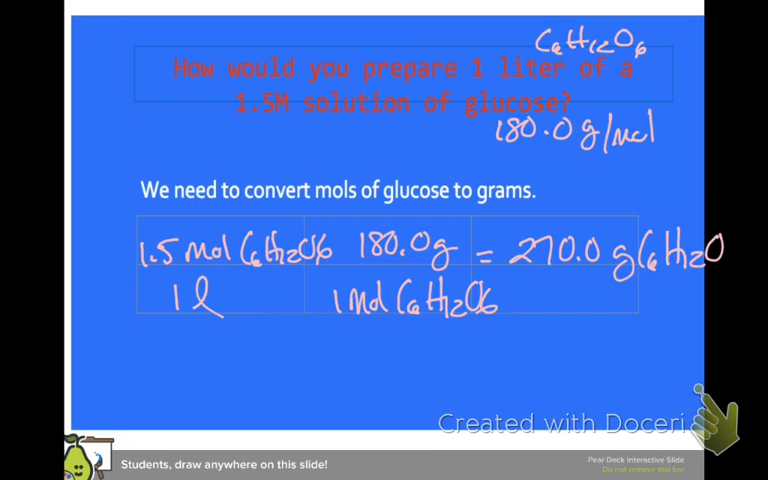 C6H12O6
How would you prepare 1 liter of a
1.5M solution of glucose?
180.0 g/mol
We need to convert mols of glucose to grams.
1.5 mol C6H12O6 180.0g = 270.0 g C6H12O
1 l 1 mol C6H12O6
Created with Doceri
Students, draw anywhere on this slide!
Pear Deck Interactive Slide
Do not remove this bar